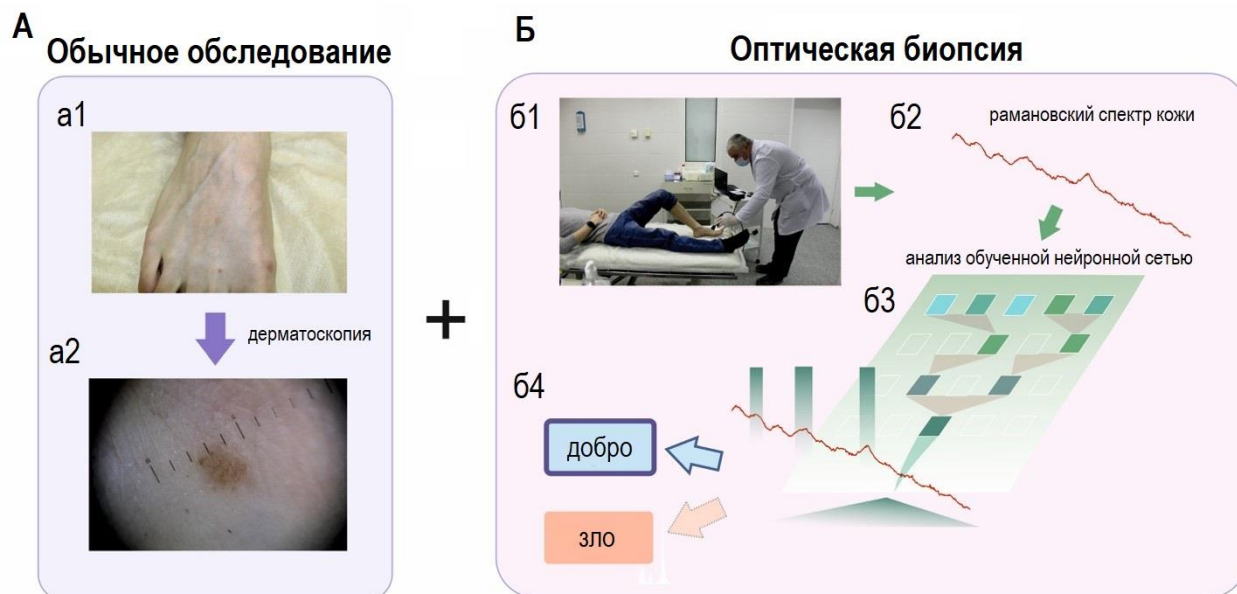 А
Обычное обследование
а1
дерматоскопия
а2
+
Б
Оптическая биопсия
б1
б2
рамановский спектр кожи
анализ обученной нейронной сетью
б3
б4
добро
зло